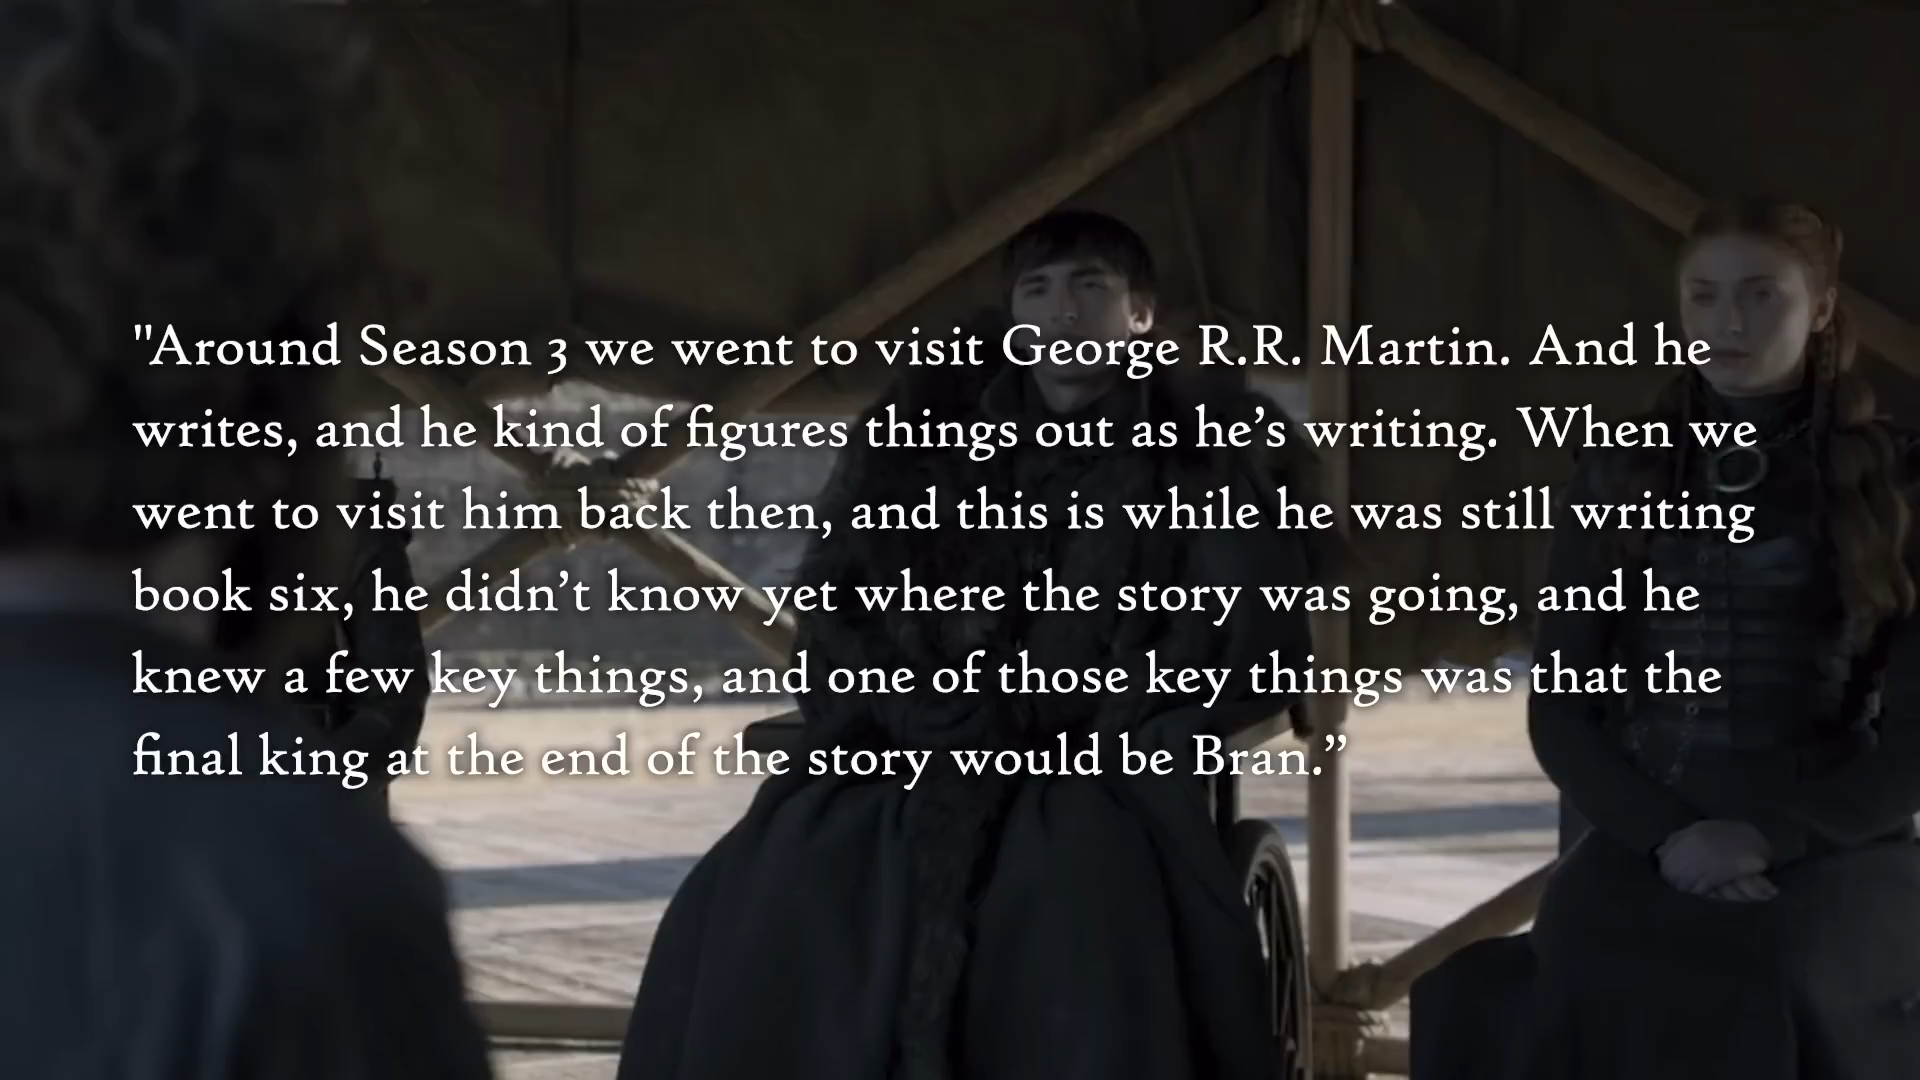 "Around Season 3 we went to visit George R.R. Martin. And he
writes, and he kind of figures things out as he’s writing. When we
went to visit him back then, and this is while he was still writing
book six, he didn’t know yet where the story was going, and he
knew a few key things, and one of those key things was that the
final king at the end of the story would be Bran.”